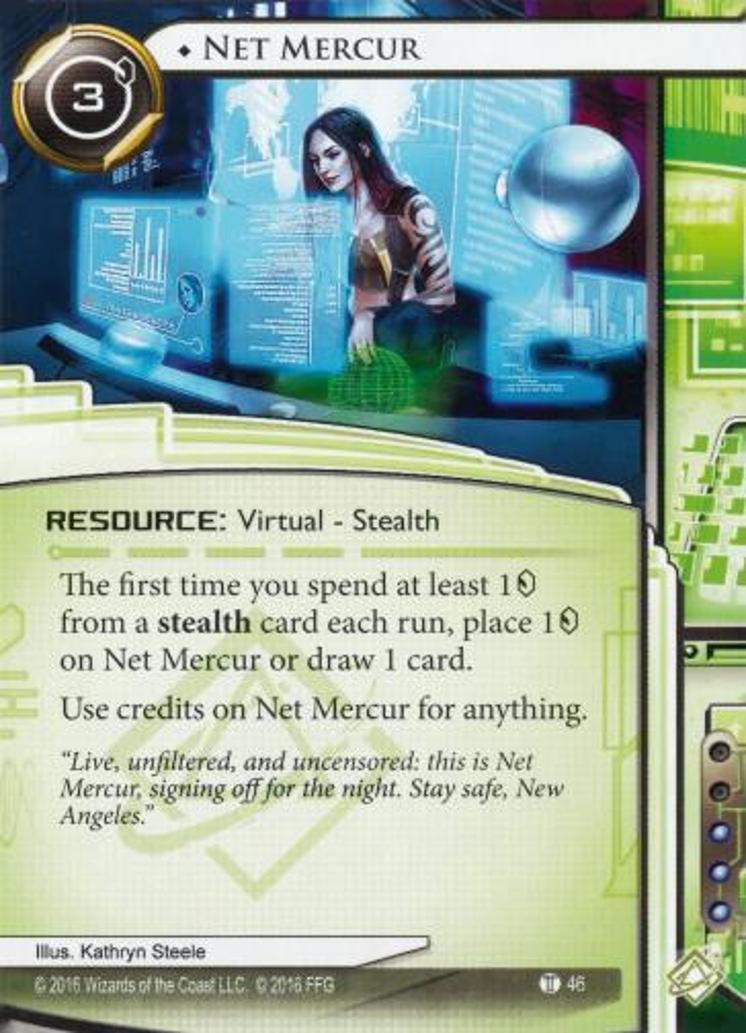 3
◆ NET MERCUR
RESOURCE: Virtual - Stealth
The first time you spend at least 1
from a stealth card each run, place 1
on Net Mercur or draw 1 card.
Use credits on Net Mercur for anything.
“Live, unfiltered, and uncensored: this is Net
Mercur, signing off for the night. Stay safe, New
Angeles.”
Illus. Kathryn Steele
© 2016 Wizards of the Coast LLC. © 2016 FFG
46